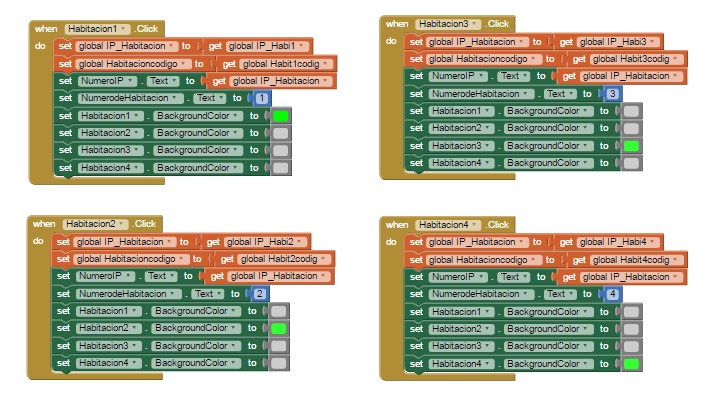 when Habitacion1 .Click
do set global IP_Habitacion to get global IP_Habi1
set global Habitacioncodigo to get global Habit1codig
set NumeroIP . Text to get global IP_Habitacion
set NumerodeHabitacion . Text to 1
set Habitacion1 . BackgroundColor to
set Habitacion2 . BackgroundColor to
set Habitacion3 . BackgroundColor to
set Habitacion4 . BackgroundColor to
when Habitacion3 .Click
do set global IP_Habitacion to get global IP_Habi3
set global Habitacioncodigo to get global Habit3codig
set NumeroIP . Text to get global IP_Habitacion
set NumerodeHabitacion . Text to 3
set Habitacion1 . BackgroundColor to
set Habitacion2 . BackgroundColor to
set Habitacion3 . BackgroundColor to
set Habitacion4 . BackgroundColor to
when Habitacion2 .Click
do set global IP_Habitacion to get global IP_Habi2
set global Habitacioncodigo to get global Habit2codig
set NumeroIP . Text to get global IP_Habitacion
set NumerodeHabitacion . Text to 2
set Habitacion1 . BackgroundColor to
set Habitacion2 . BackgroundColor to
set Habitacion3 . BackgroundColor to
set Habitacion4 . BackgroundColor to
when Habitacion4 .Click
do set global IP_Habitacion to get global IP_Habi4
set global Habitacioncodigo to get global Habit4codig
set NumeroIP . Text to get global IP_Habitacion
set NumerodeHabitacion . Text to 4
set Habitacion1 . BackgroundColor to
set Habitacion2 . BackgroundColor to
set Habitacion3 . BackgroundColor to
set Habitacion4 . BackgroundColor to